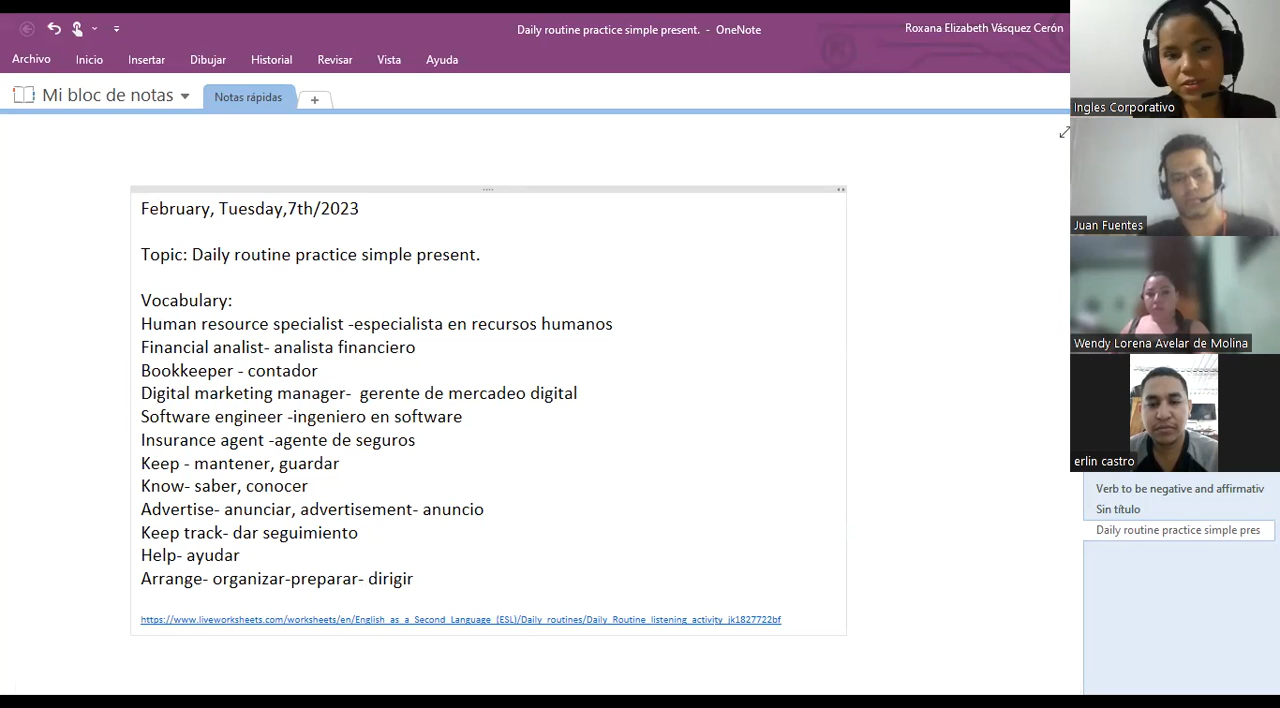 Daily routine practice simple present. - OneNote
Roxana Elizabeth Vásquez Cerón
Archivo Inicio Insertar Dibujar Historial Revisar Vista Ayuda
Mi bloc de notas Notas rápidas
February, Tuesday,7th/2023
Topic: Daily routine practice simple present.
Vocabulary:
Human resource specialist -especialista en recursos humanos
Financial analist- analista financiero
Bookkeeper - contador
Digital marketing manager- gerente de mercadeo digital
Software engineer -ingeniero en software
Insurance agent -agente de seguros
Keep - mantener, guardar
Know- saber, conocer
Advertise- anunciar, advertisement- anuncio
Keep track- dar seguimiento
Help- ayudar
Arrange- organizar-preparar- dirigir
https://www.liveworksheets.com/worksheets/en/English_as_a_Second_Language_(ESL)/Daily_routines/Daily_Routine_listening_activity_jk1827722bf
Ingles Corporativo
Juan Fuentes
Wendy Lorena Avelar de Molina
erlin castro
Verb to be negative and affirmativ
Sin título
Daily routine practice simple pres